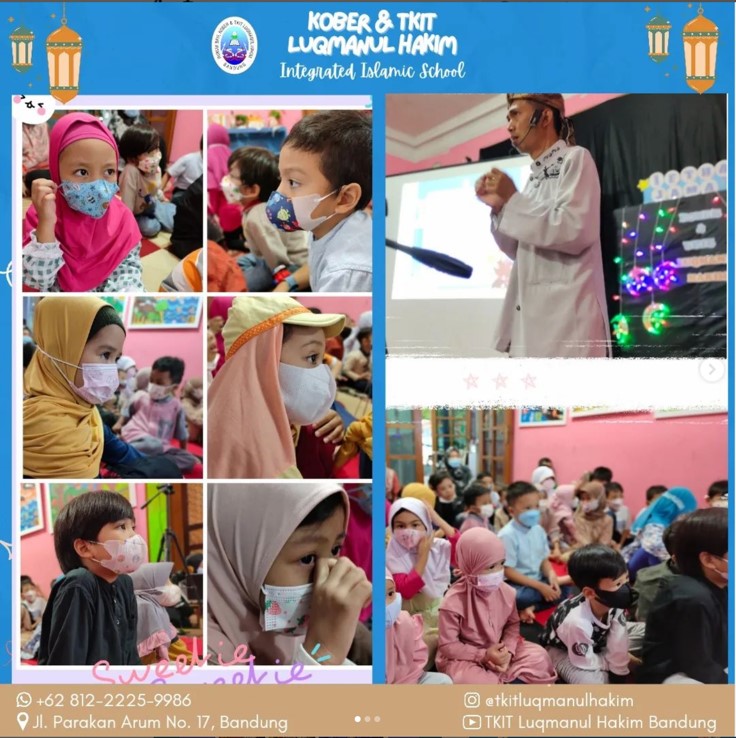 KOBER & TKIT
LUQMANUL HAKIM
Integrated Islamic School
Sweetie
Sweetie
+62 812-2225-9986
Jl. Parakan Arum No. 17, Bandung
@tkitluqmanulhakim
TKIT Luqmanul Hakim Bandung